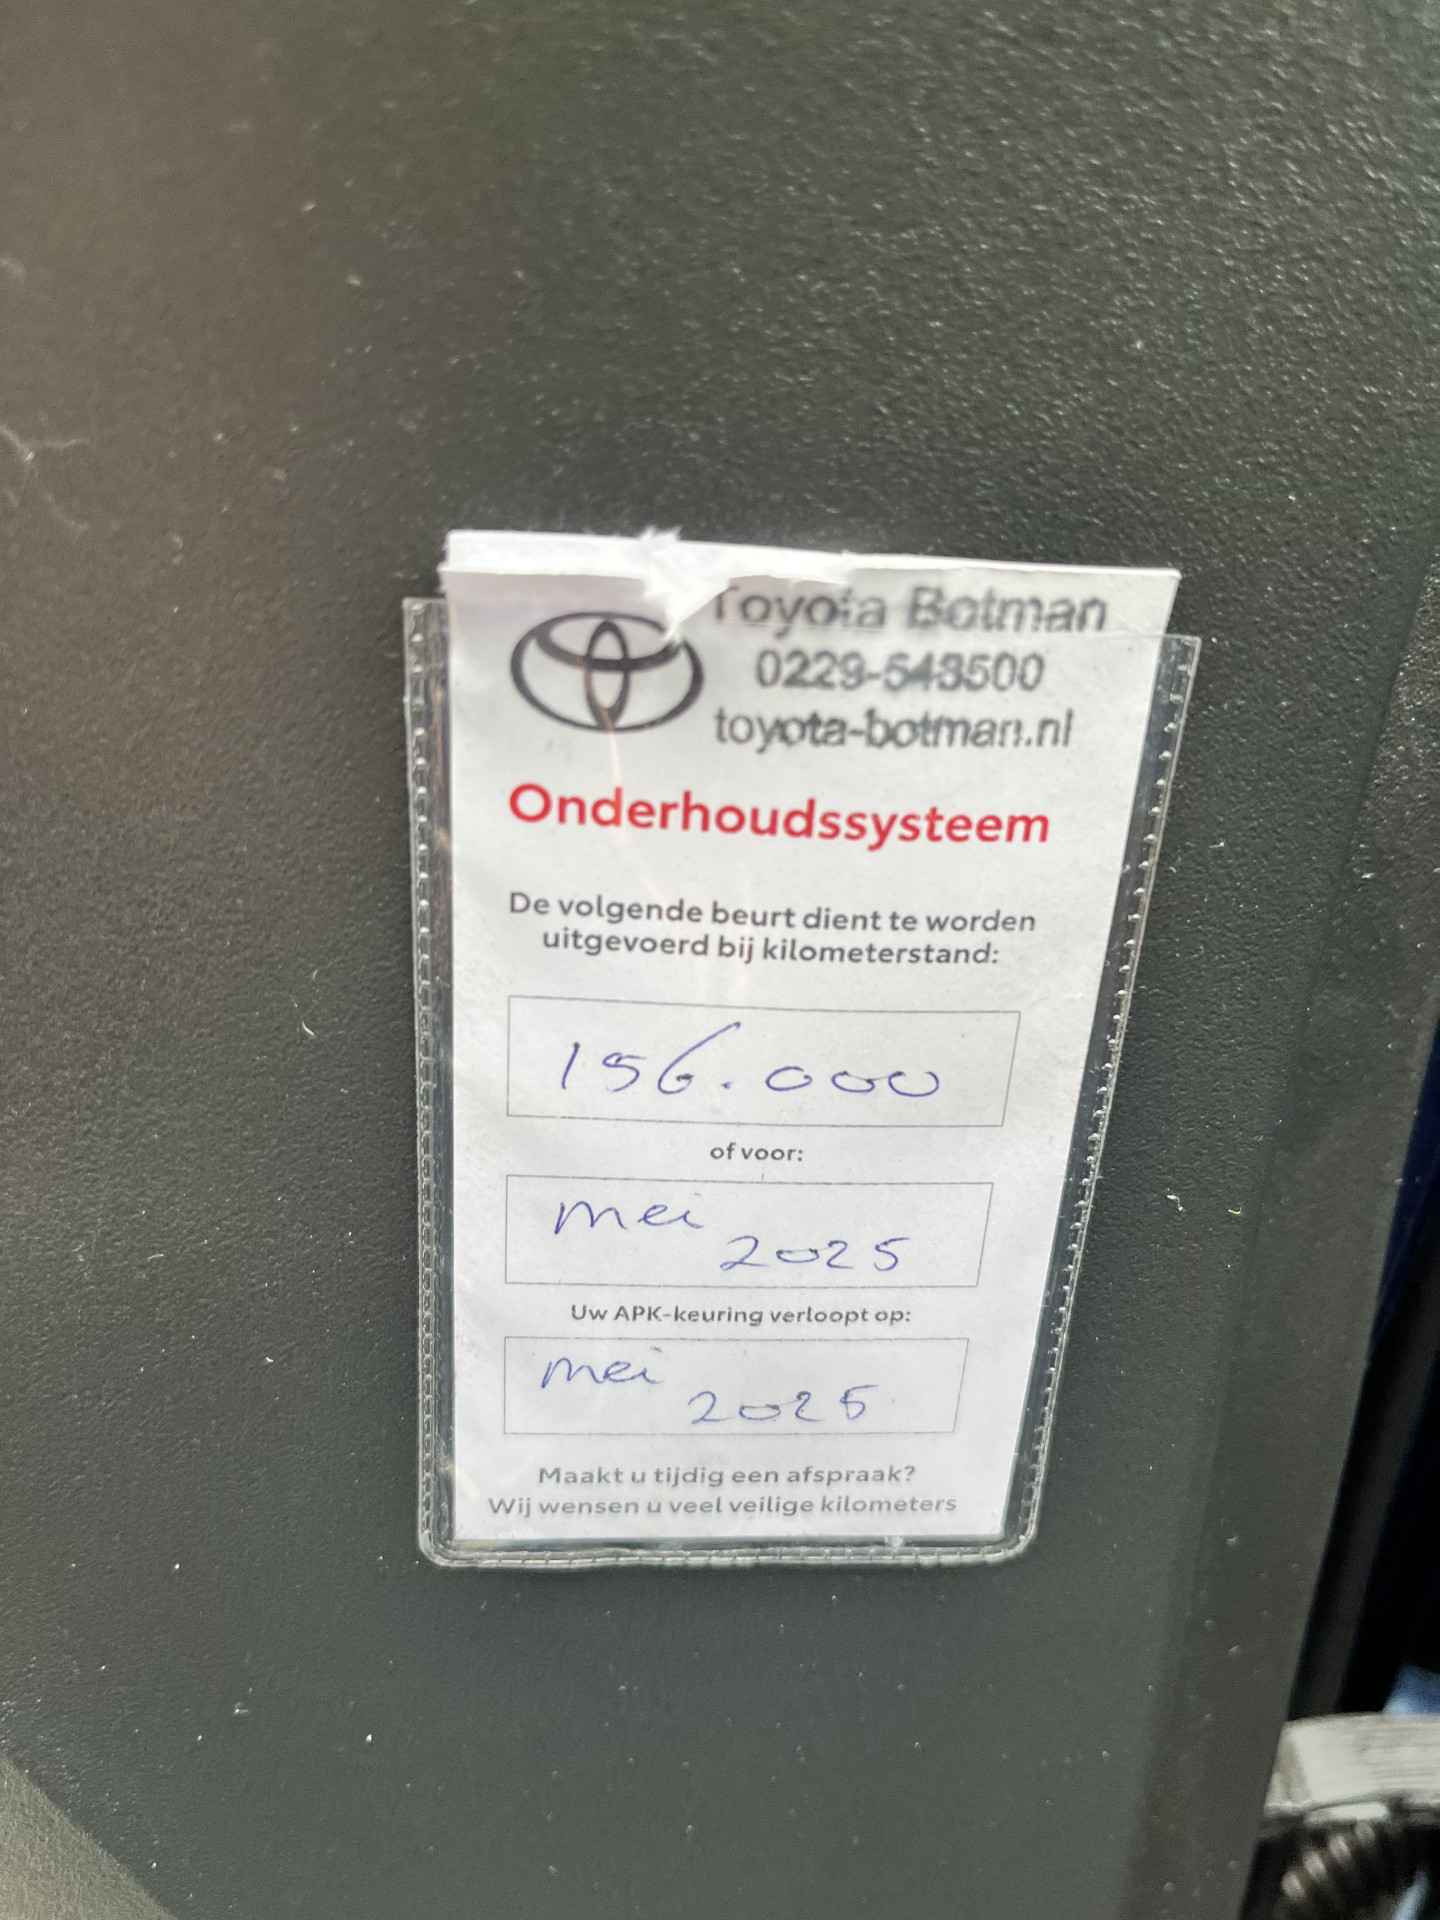 Toyota Botman
0229-543500
toyota-botman.nl
Onderhoudssysteem
De volgende beurt dient te worden
uitgevoerd bij kilometerstand:
156.000
of voor:
mei
2025
Uw APK-keuring verloopt op:
mei
2025
Maakt u tijdig een afspraak?
Wij wensen u veel veilige kilometers